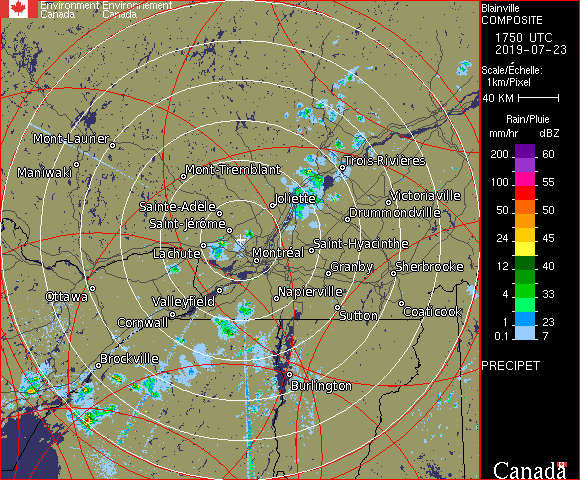 Environment Environnement
Canada Canada
Blainville
COMPOSITE
1750 UTC
2019-07-23
Scale/Échelle:
1km/Pixel
40 KM
Rain/Pluie
mm/hr dBZ
200 60
100 55
50 50
24 45
12 40
4 33
1 23
0.1 7
PRECIPET
Mont-Laurier
Maniwaki
Mont-Tremblant
Trois-Rivières
Joliette
Victoriaville
Sainte-Adèle
Drummondville
Saint-Jérôme
Saint-Hyacinthe
Lachute
Montréal
Granby
Sherbrooke
Ottawa
Valleyfield
Napierville
Cornwall
Sutton
Coaticook
Brockville
Burlington
Canada